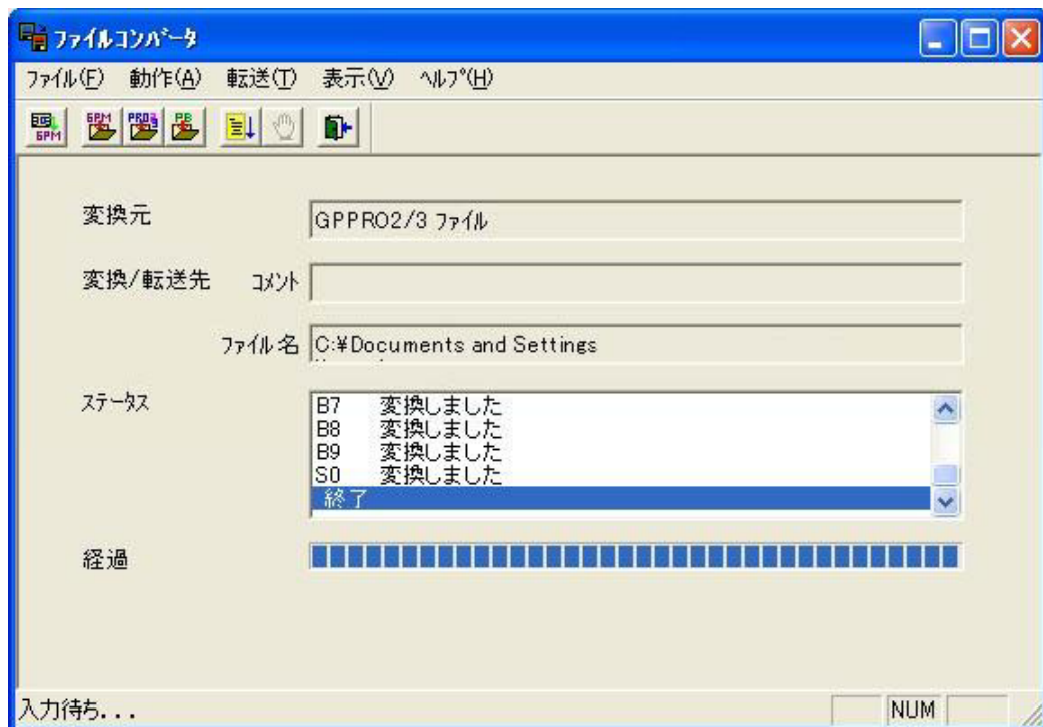 ファイルコンバータ
ファイル(F) 動作(A) 転送(T) 表示(V) ヘルプ(H)
GPM GPM PRO3 PB
変換元 GPPRO2/3 ファイル
変換/転送先 コメント
ファイル名 C:¥Documents and Settings
ステータス
B7 変換しました
B8 変換しました
B9 変換しました
S0 変換しました
終了
経過
入力待ち...
NUM